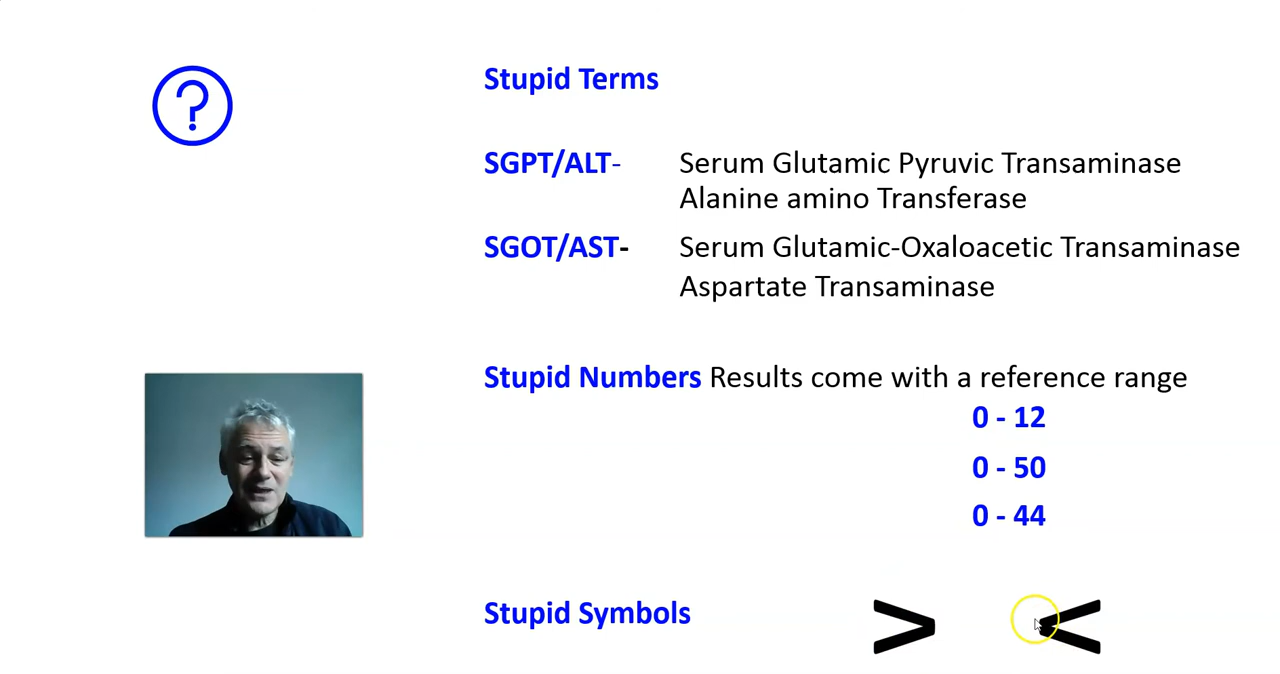 ?
Stupid Terms
SGPT/ALT- Serum Glutamic Pyruvic Transaminase
Alanine amino Transferase
SGOT/AST- Serum Glutamic-Oxaloacetic Transaminase
Aspartate Transaminase
Stupid Numbers Results come with a reference range
0 - 12
0 - 50
0 - 44
Stupid Symbols > <